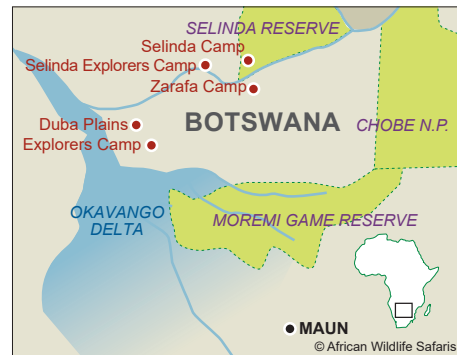 SELINDA RESERVE
Selinda Camp
Selinda Explorers Camp
Zarafa Camp
Duba Plains
Explorers Camp
BOTSWANA
CHOBE N.P.
OKAVANGO
DELTA
MOREMI GAME RESERVE
MAUN
© African Wildlife Safaris